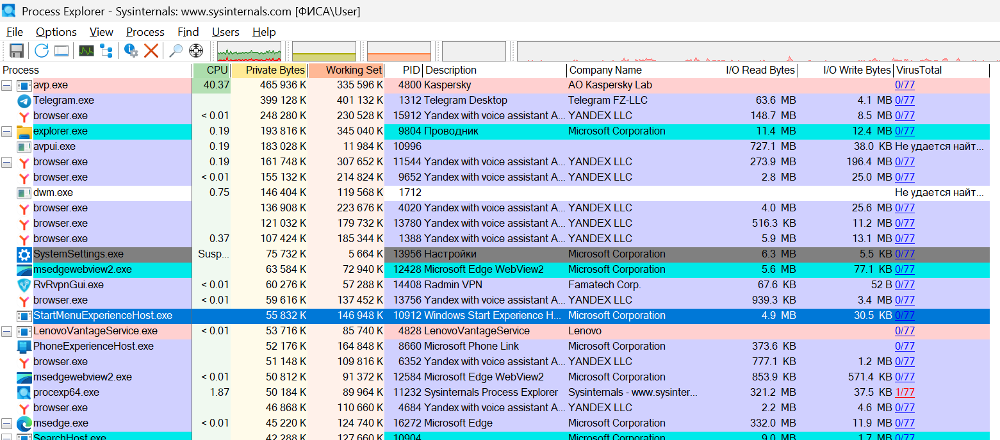 Process Explorer - Sysinternals: www.sysinternals.com [ФИСА\User]
File Options View Process Find Users Help
Process CPU Private Bytes Working Set PID Description Company Name I/O Read Bytes I/O Write Bytes VirusTotal
avp.exe 40.37 465 936 K 335 596 K 4800 Kaspersky AO Kaspersky Lab 0/77
Telegram.exe 399 128 K 401 132 K 1312 Telegram Desktop Telegram FZ-LLC 63.6 MB 4.1 MB 0/77
browser.exe < 0.01 248 280 K 230 528 K 15912 Yandex with voice assistant A... YANDEX LLC 148.7 MB 8.5 MB 0/77
explorer.exe 0.19 193 816 K 345 040 K 9804 Проводник Microsoft Corporation 11.4 MB 12.4 MB 0/77
avpui.exe 0.19 183 028 K 11 984 K 10996 727.1 MB 38.0 KB Не удается найт...
browser.exe 0.19 161 748 K 307 652 K 11544 Yandex with voice assistant A... YANDEX LLC 273.9 MB 196.4 MB 0/77
browser.exe < 0.01 155 132 K 214 824 K 9652 Yandex with voice assistant A... YANDEX LLC 2.8 MB 25.0 MB 0/77
dwm.exe 0.75 146 404 K 119 568 K 1712 Не удается найт...
browser.exe 136 908 K 223 676 K 4020 Yandex with voice assistant A... YANDEX LLC 4.0 MB 25.6 MB 0/77
browser.exe 121 032 K 179 732 K 13780 Yandex with voice assistant A... YANDEX LLC 516.3 KB 11.2 MB 0/77
browser.exe 0.37 107 424 K 185 344 K 1388 Yandex with voice assistant A... YANDEX LLC 5.9 MB 13.1 MB 0/77
SystemSettings.exe Susp... 75 732 K 5 664 K 13956 Настройки Microsoft Corporation 6.3 MB 5.5 KB 0/77
msedgewebview2.exe 63 584 K 72 940 K 12428 Microsoft Edge WebView2 Microsoft Corporation 5.6 MB 77.1 KB 0/77
RvRvpnGui.exe < 0.01 60 276 K 57 288 K 14408 Radmin VPN Famatech Corp. 67.6 KB 52 B 0/77
browser.exe < 0.01 59 616 K 137 452 K 13756 Yandex with voice assistant A... YANDEX LLC 939.3 KB 3.4 MB 0/77
StartMenuExperienceHost.exe 55 832 K 146 948 K 10912 Windows Start Experience H... Microsoft Corporation 4.9 MB 30.5 KB 0/77
LenovoVantageService.exe < 0.01 53 716 K 85 740 K 4828 LenovoVantageService Lenovo 0/77
PhoneExperienceHost.exe 52 176 K 164 848 K 8660 Microsoft Phone Link Microsoft Corporation 373.6 KB 0/77
browser.exe 51 148 K 109 816 K 6352 Yandex with voice assistant A... YANDEX LLC 777.1 KB 1.2 MB 0/77
msedgewebview2.exe < 0.01 50 812 K 91 372 K 12584 Microsoft Edge WebView2 Microsoft Corporation 853.9 KB 571.4 KB 0/77
procexp64.exe 1.87 50 184 K 89 964 K 11232 Sysinternals Process Explorer Sysinternals - www.sysinter... 321.2 MB 37.5 KB 1/77
browser.exe 46 868 K 110 660 K 4684 Yandex with voice assistant A... YANDEX LLC 2.2 MB 4.6 MB 0/77
msedge.exe < 0.01 45 220 K 124 740 K 16272 Microsoft Edge Microsoft Corporation 332.0 MB 11.9 MB 0/77
SearchHost.exe 42 288 K 127 660 K 10904 Microsoft Corporation 9.0 MB 1.7 MB 0/77